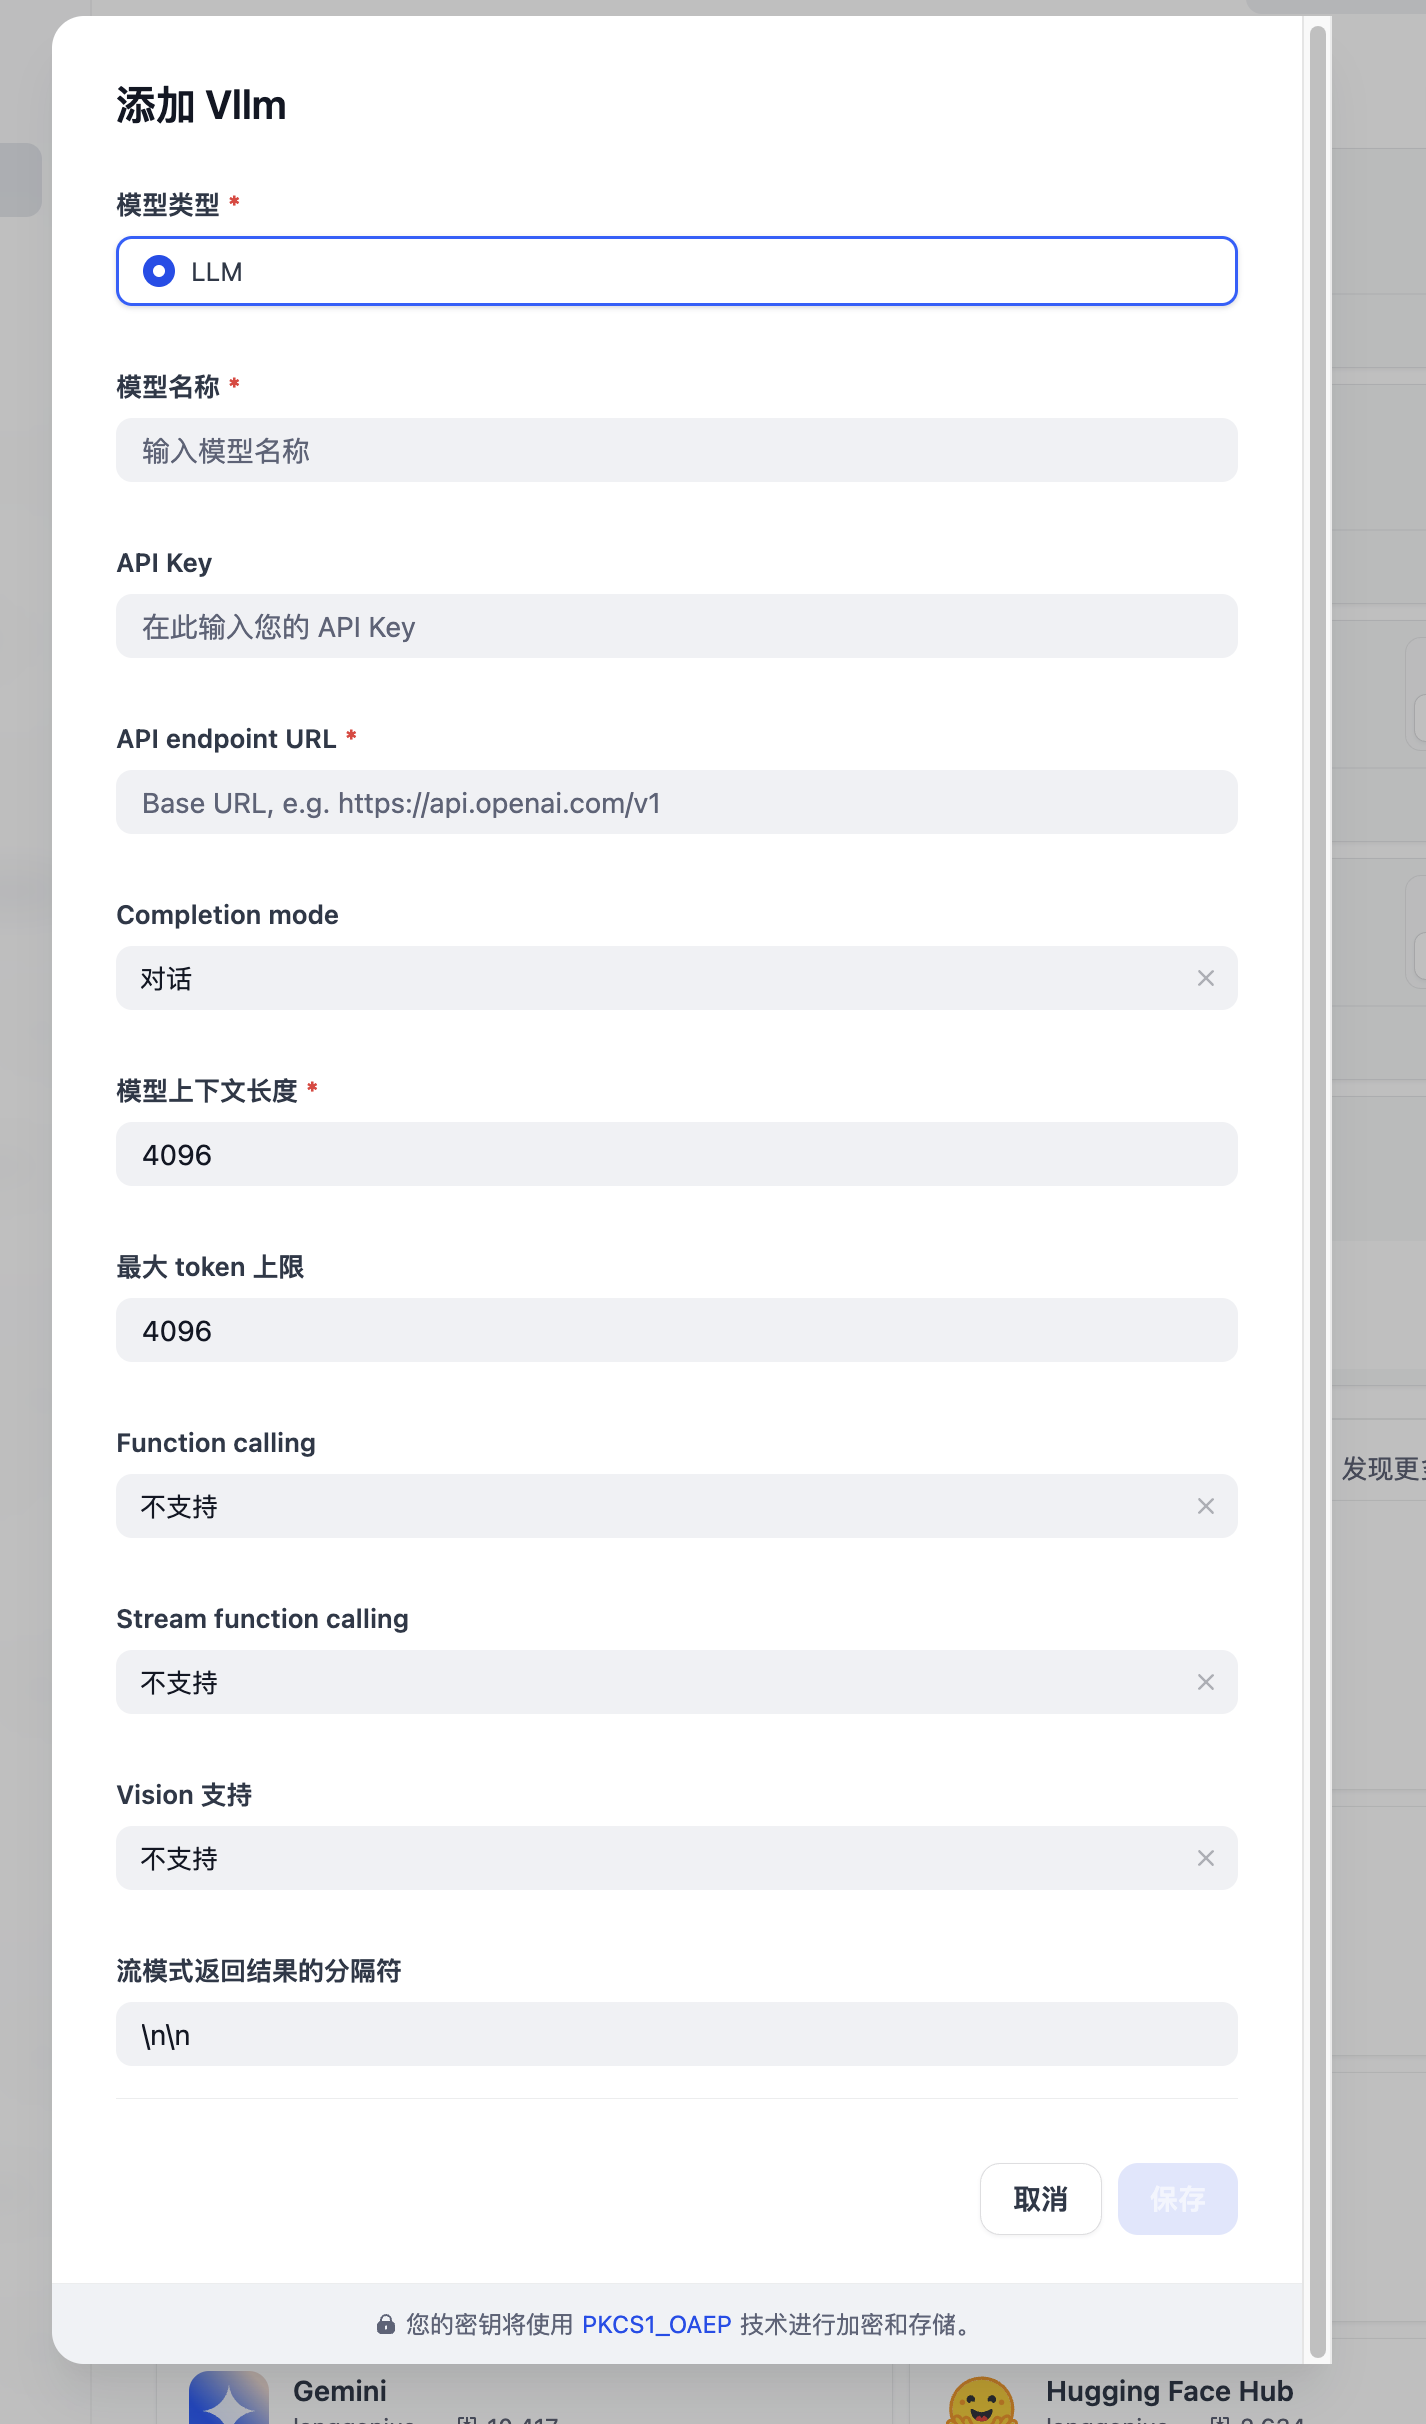 添加 Vllm
模型类型 *
LLM
模型名称 *
输入模型名称
API Key
在此输入您的 API Key
API endpoint URL *
Base URL, e.g. https://api.openai.com/v1
Completion mode
对话
模型上下文长度 *
4096
最大 token 上限
4096
Function calling
不支持
发现更
Stream function calling
不支持
Vision 支持
不支持
流模式返回结果的分隔符
\n\n
取消
保存
您的密钥将使用 PKCS1_OAEP 技术进行加密和存储。
Gemini
Hugging Face Hub